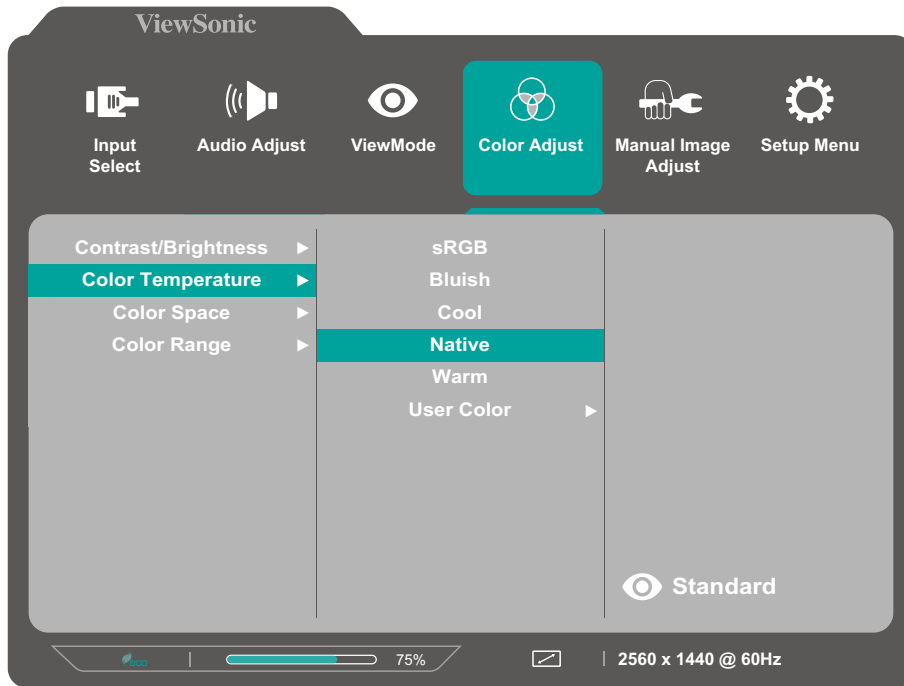 ViewSonic
Input
Select
Audio Adjust
ViewMode
Color Adjust
Manual Image
Adjust
Setup Menu
Contrast/Brightness
Color Temperature
Color Space
Color Range
sRGB
Bluish
Cool
Native
Warm
User Color
Standard
eco
75%
2560 x 1440 @ 60Hz